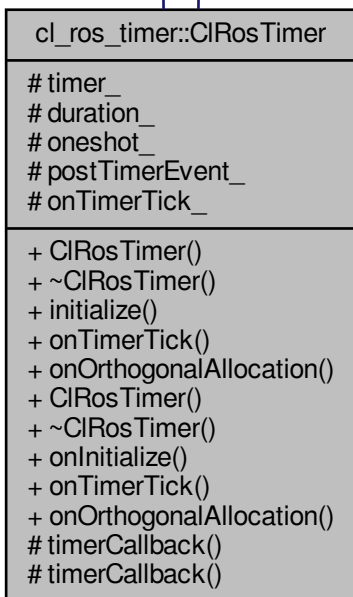 cl_ros_timer::ClRosTimer
# timer_
# duration_
# oneshot_
# postTimerEvent_
# onTimerTick_
+ ClRosTimer()
+ ~ClRosTimer()
+ initialize()
+ onTimerTick()
+ onOrthogonalAllocation()
+ ClRosTimer()
+ ~ClRosTimer()
+ onInitialize()
+ onTimerTick()
+ onOrthogonalAllocation()
# timerCallback()
# timerCallback()